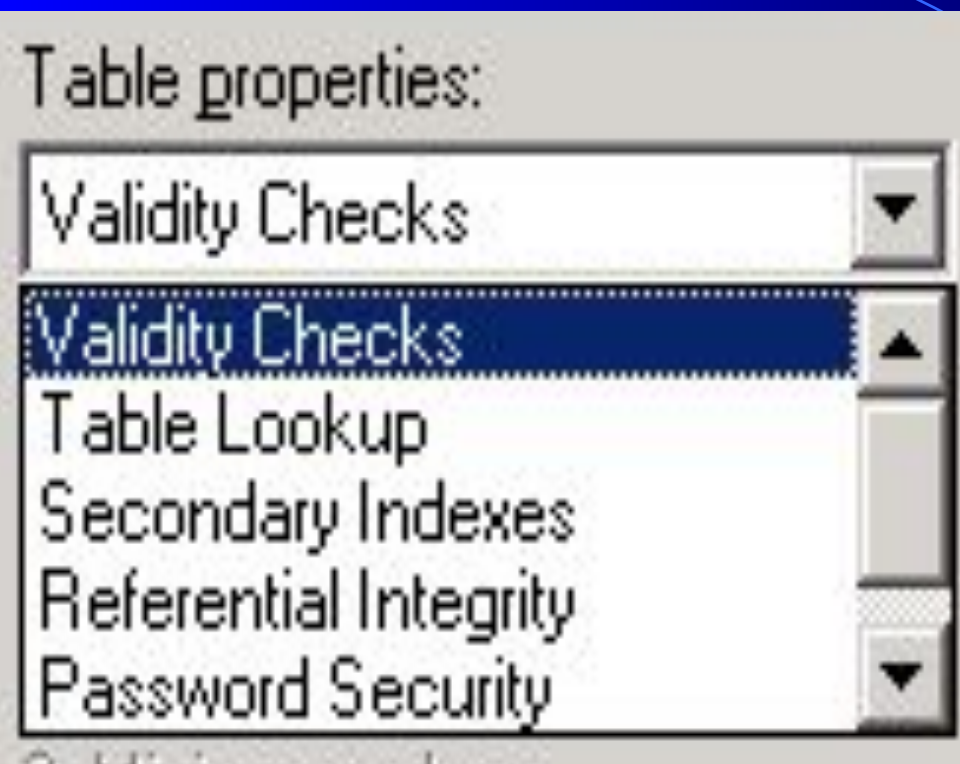 Table properties:
Validity Checks
Validity Checks
Table Lookup
Secondary Indexes
Referential Integrity
Password Security